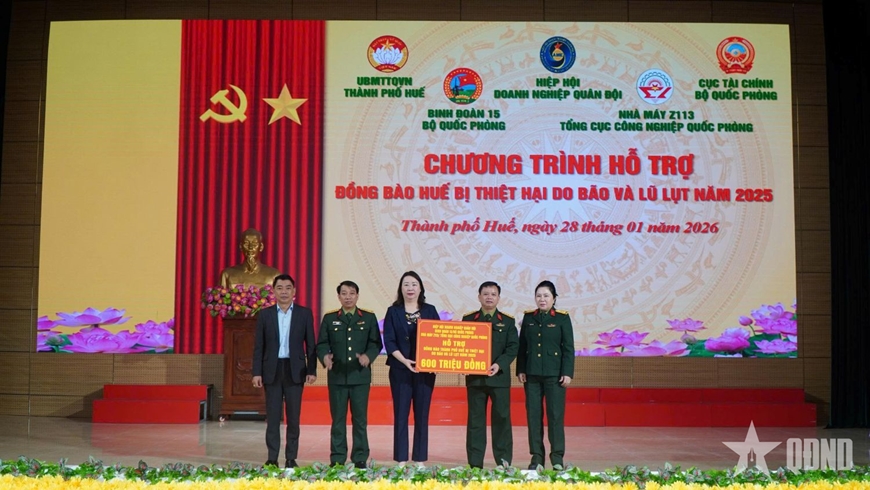 UBMTTQVN
THÀNH PHỐ HUẾ
BINH ĐOÀN 15
BỘ QUỐC PHÒNG
HIỆP HỘI
DOANH NGHIỆP QUÂN ĐỘI
NHÀ MÁY Z113
TỔNG CỤC CÔNG NGHIỆP QUỐC PHÒNG
CỤC TÀI CHÍNH
BỘ QUỐC PHÒNG
CHƯƠNG TRÌNH HỖ TRỢ
ĐỒNG BÀO HUẾ BỊ THIỆT HẠI DO BÃO VÀ LŨ LỤT NĂM 2025
Thành phố Huế, ngày 28 tháng 01 năm 2026
HỖ TRỢ
600 TRIỆU ĐỒNG
QĐND